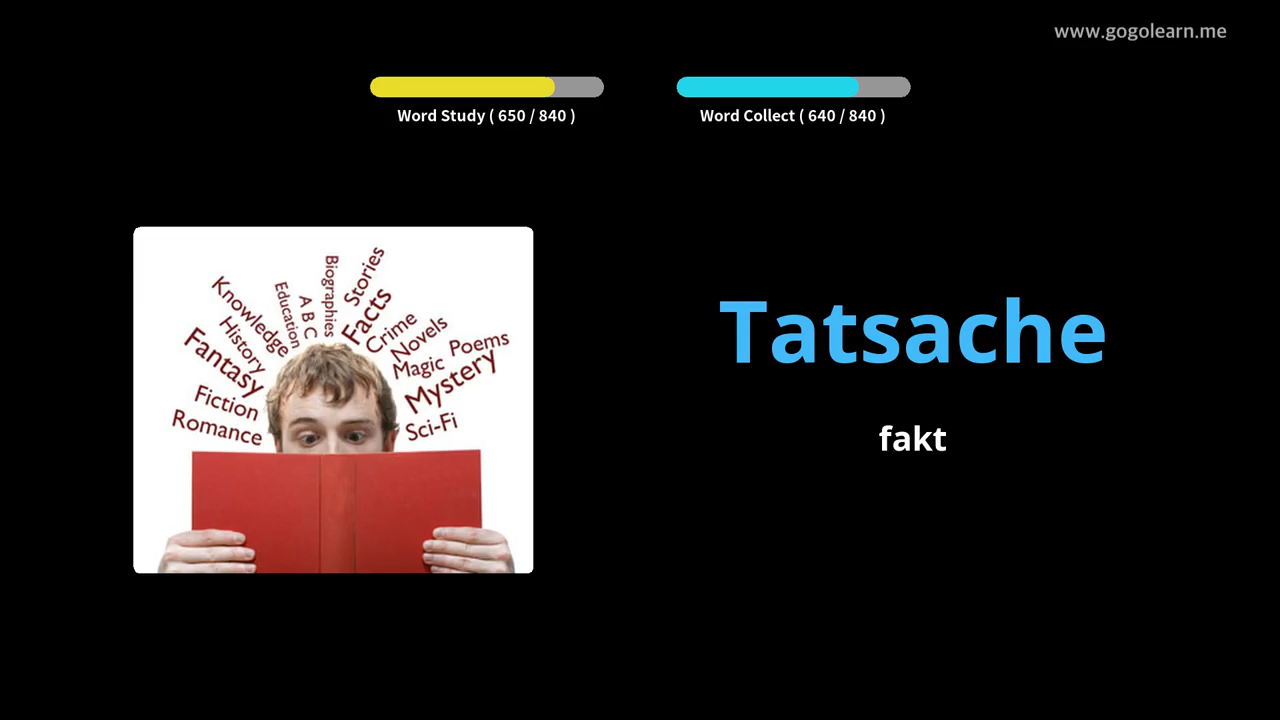 www.gogolearn.me
Word Study ( 650 / 840 )
Word Collect ( 640 / 840 )
Knowledge
History
Fantasy
Fiction
Romance
Education
A B C
Biographies
Stories
Facts
Crime
Novels
Magic
Poems
Mystery
Sci-Fi
Tatsache
fakt